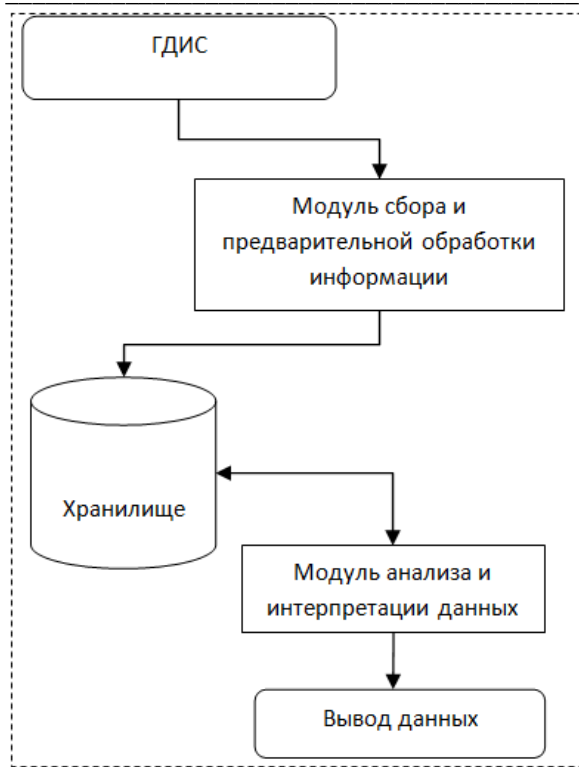 ГДИС
Модуль сбора и
предварительной обработки
информации
Хранилище
Модуль анализа и
интерпретации данных
Вывод данных